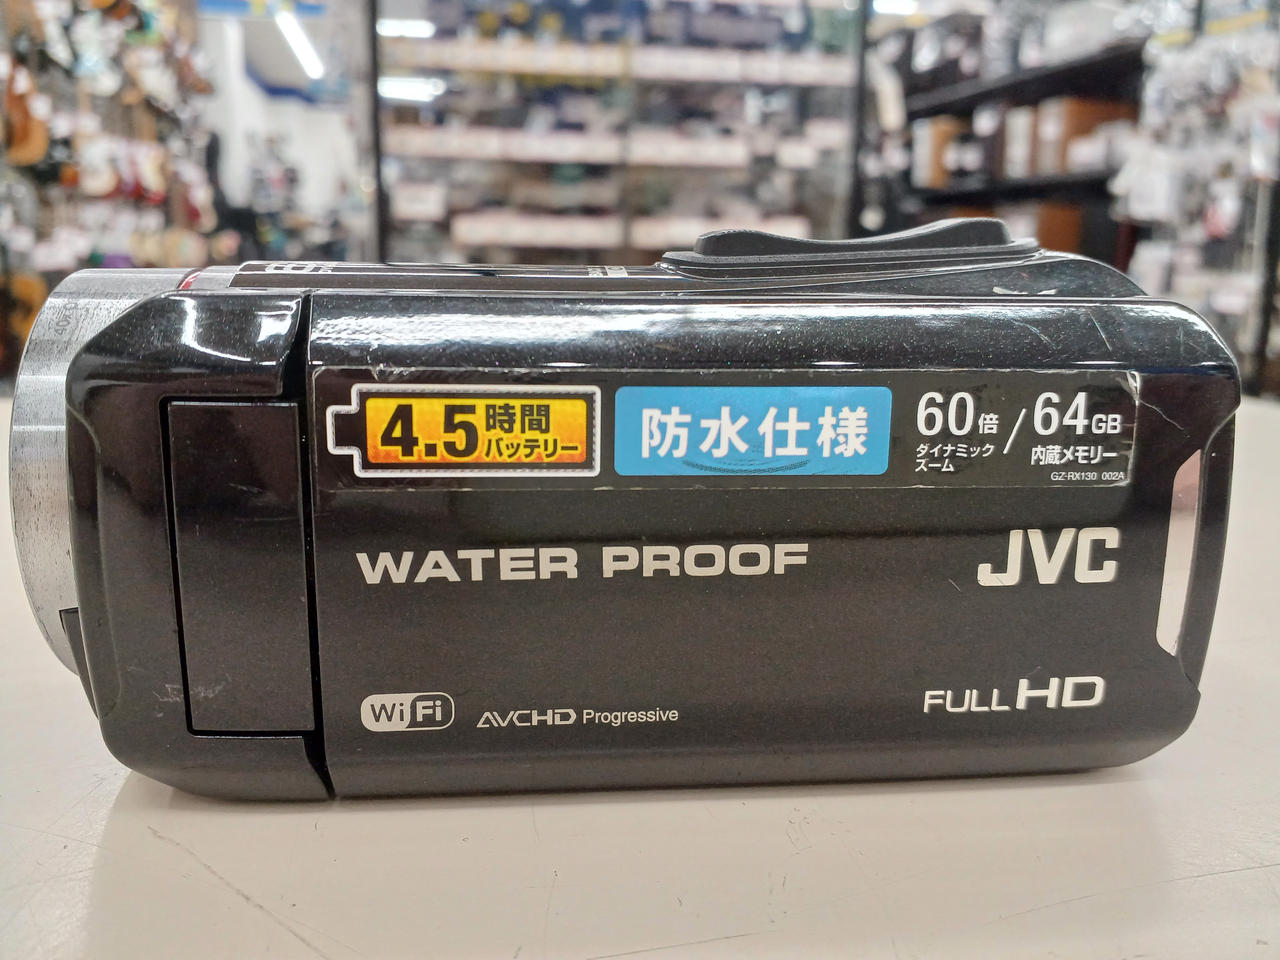 4.5時間
バッテリー
防水仕様
60倍/64GB
ダイナミック
ズーム
内蔵メモリー
GZ-RX130 002A
WATER PROOF
JVC
Wi Fi
AVCHD Progressive
FULL HD